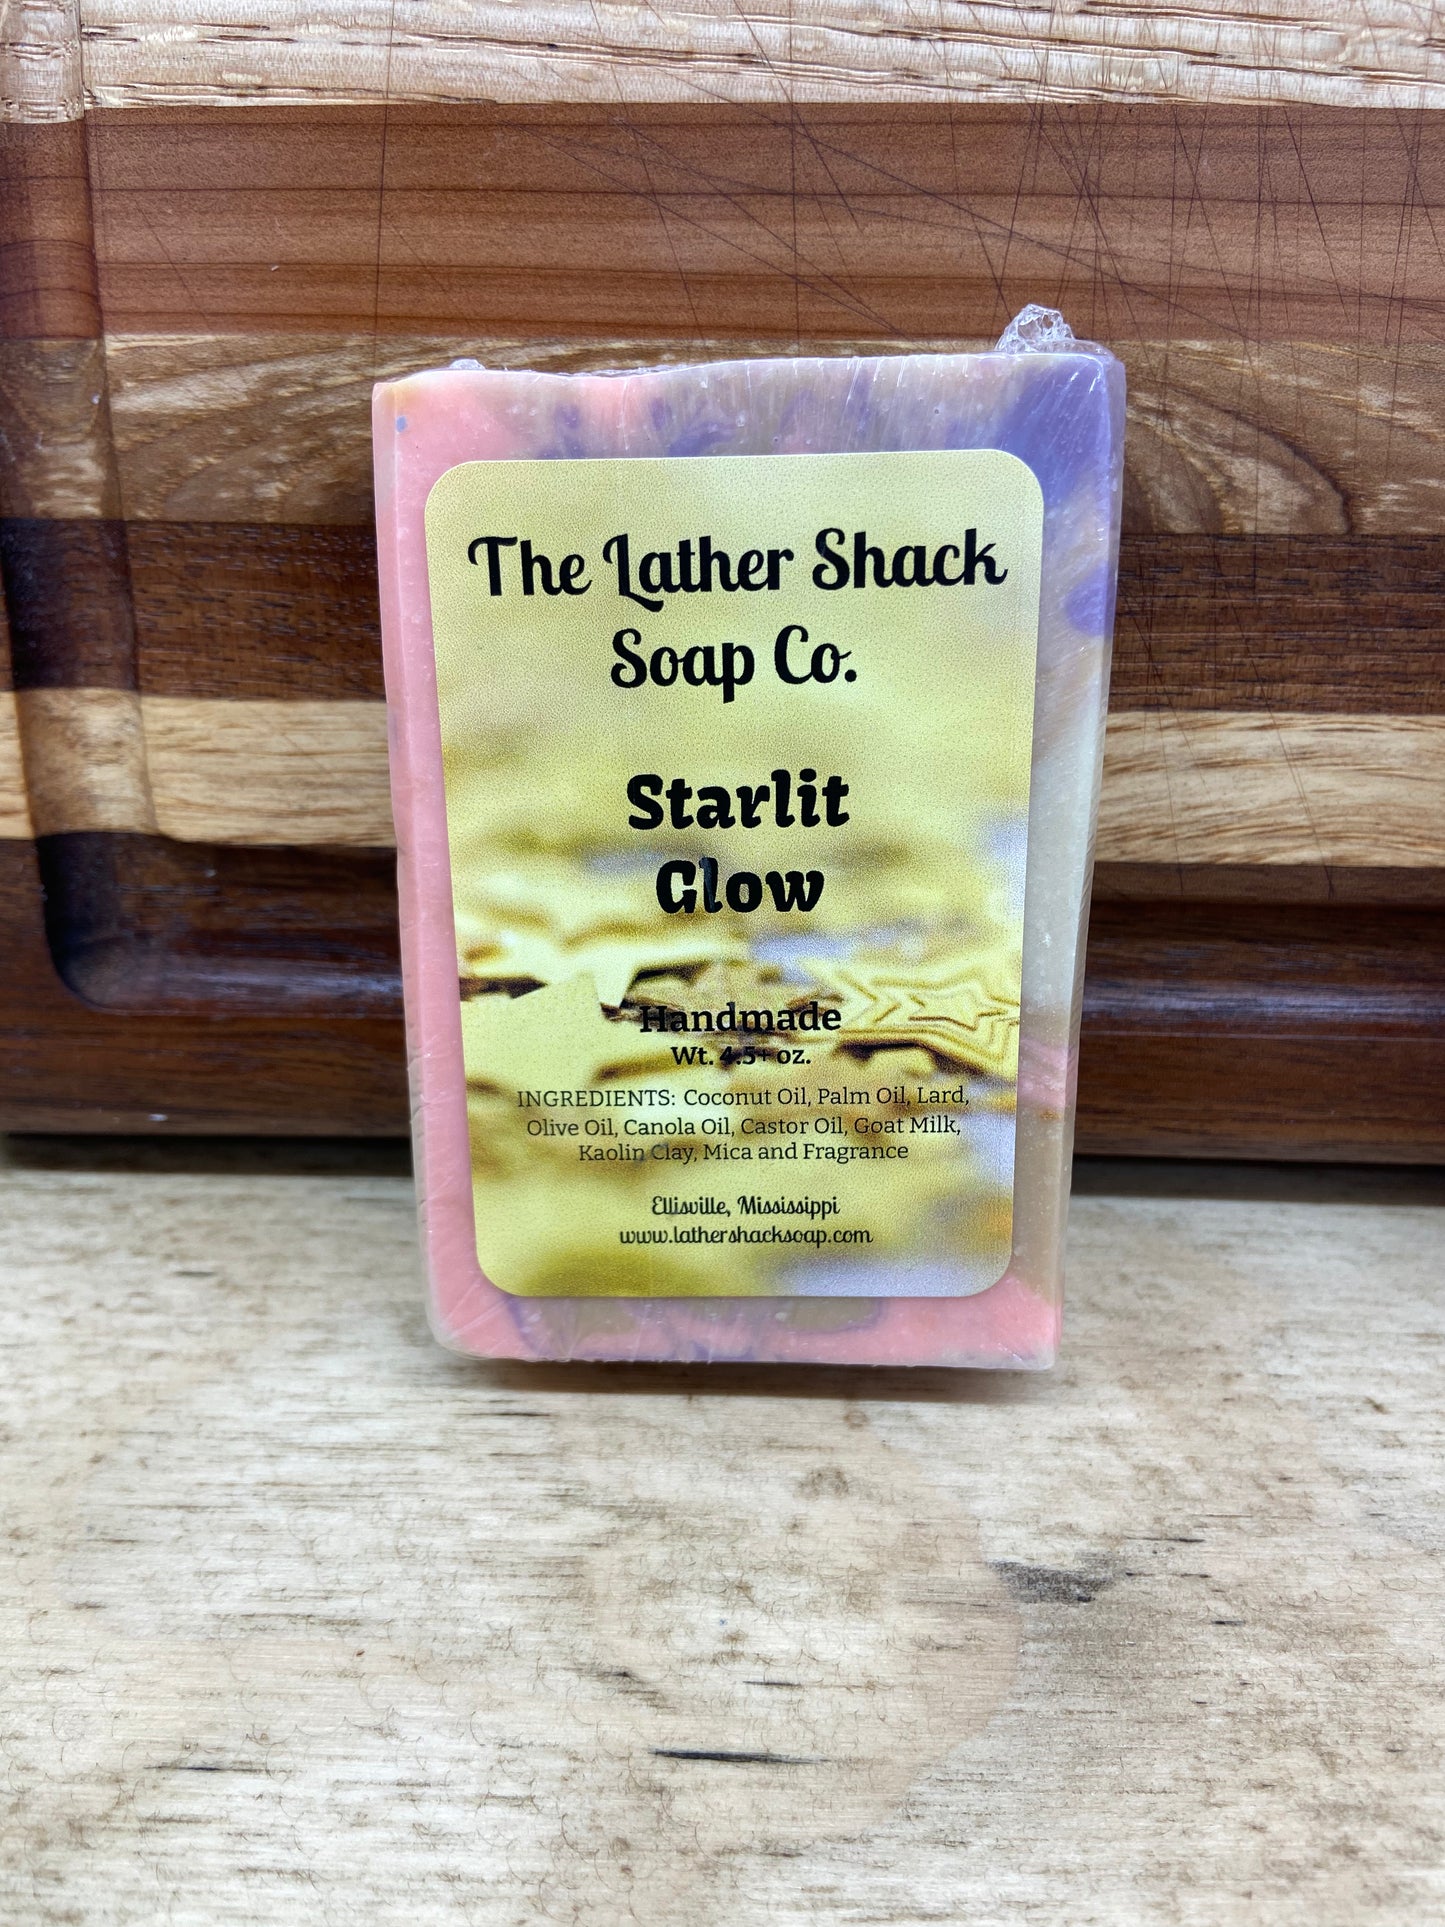 The Lather Shack
Soap Co.
Starlit
Glow
Handmade
Wt. 4.5+ oz.
INGREDIENTS: Coconut Oil, Palm Oil, Lard,
Olive Oil, Canola Oil, Castor Oil, Goat Milk,
Kaolin Clay, Mica and Fragrance
Ellisville, Mississippi
www.lathershacksoap.com